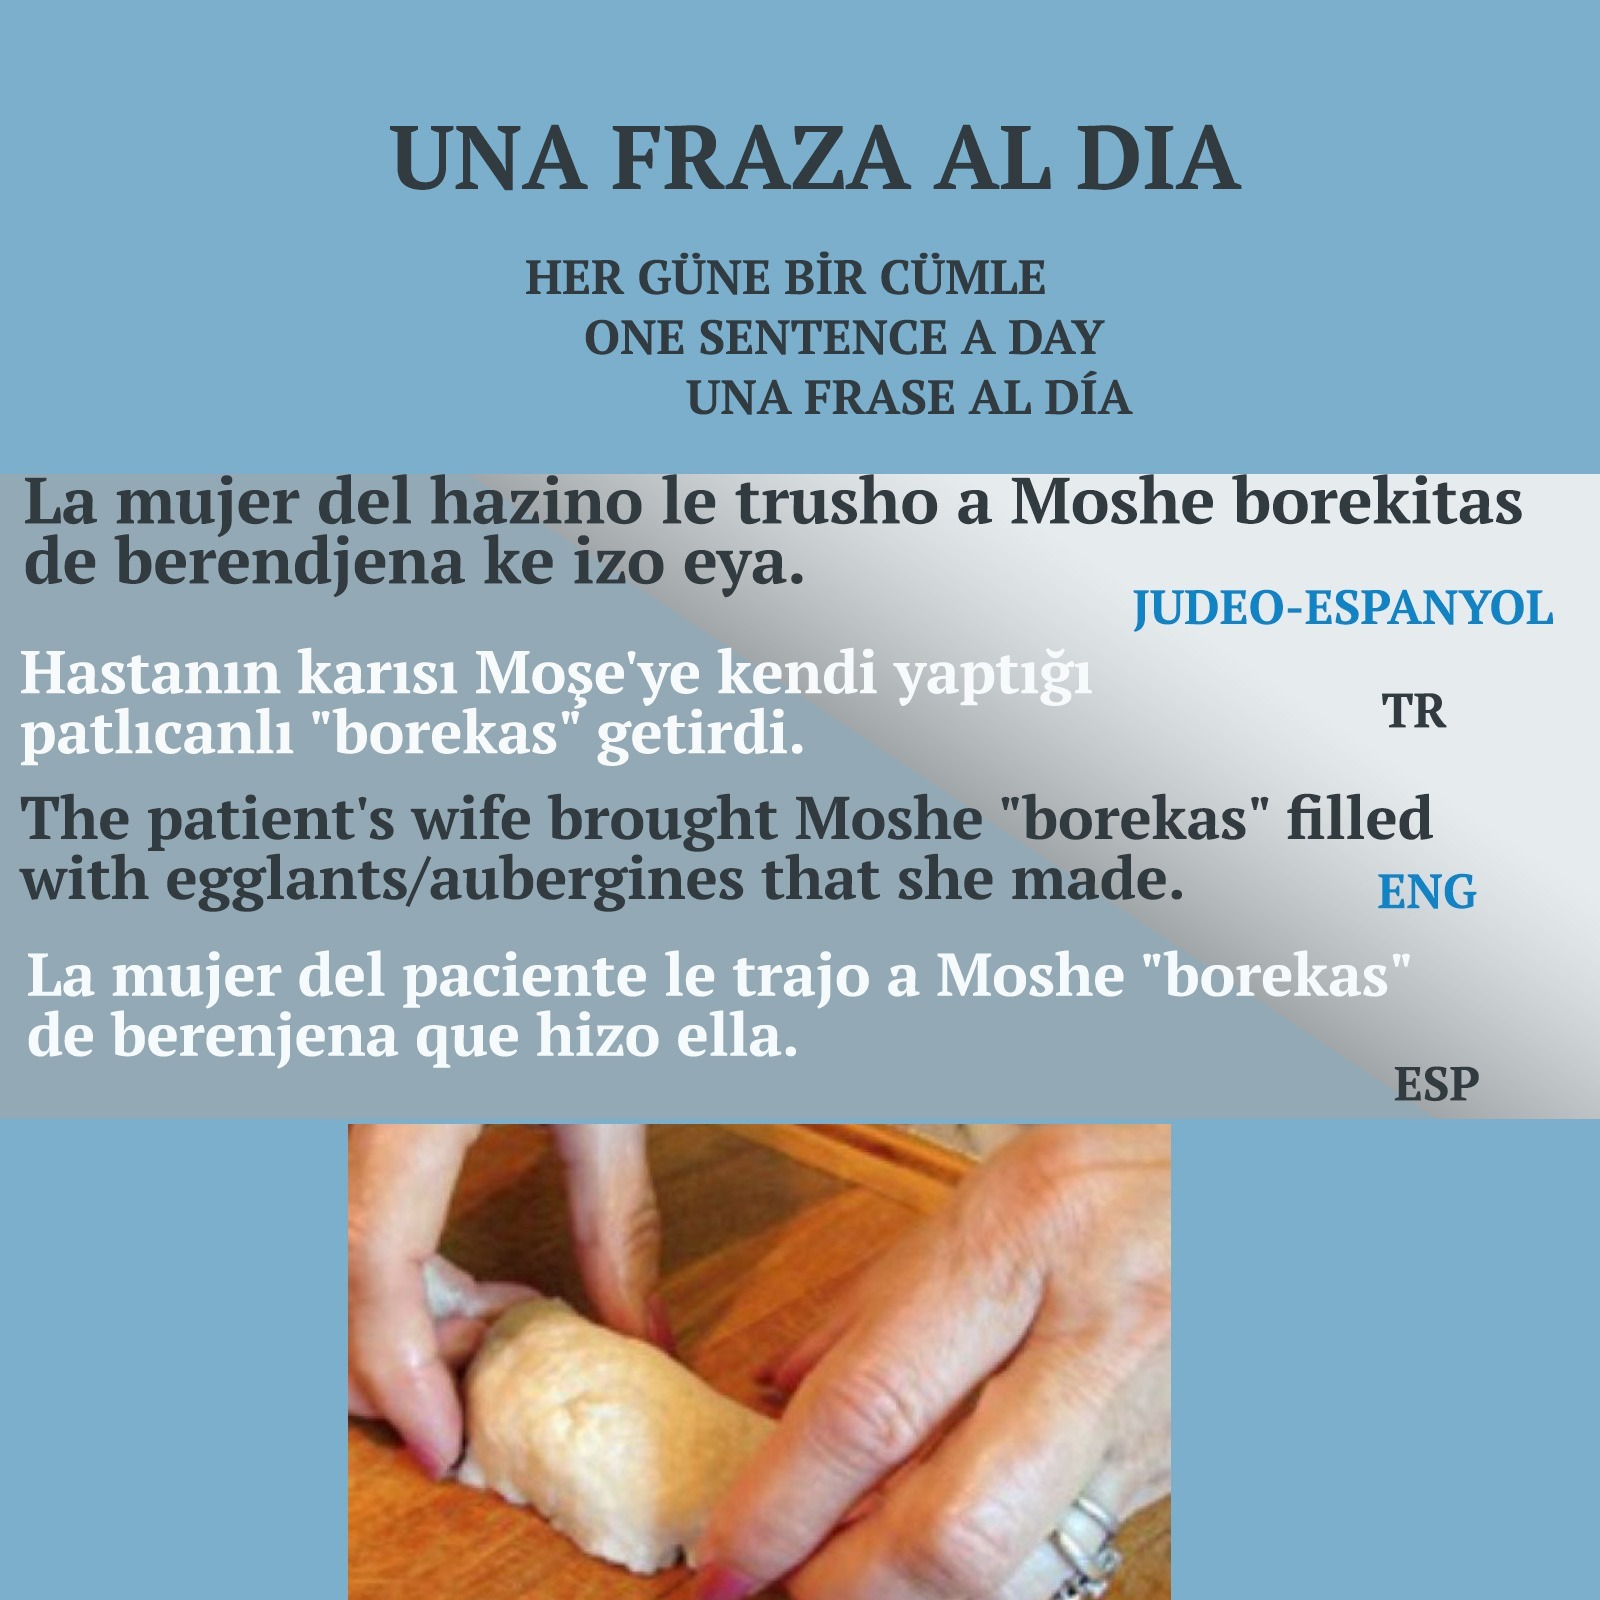 UNA FRAZA AL DIA
HER GÜNE BİR CÜMLE
ONE SENTENCE A DAY
UNA FRASE AL DÍA
La mujer del hazino le trusho a Moshe borekitas
de berendjena ke izo eya.
JUDEO-ESPANYOL
Hastanın karısı Moşe'ye kendi yaptığı
patlıcanlı "borekas" getirdi.
TR
The patient's wife brought Moshe "borekas" filled
with egglants/aubergines that she made.
ENG
La mujer del paciente le trajo a Moshe "borekas"
de berenjena que hizo ella.
ESP